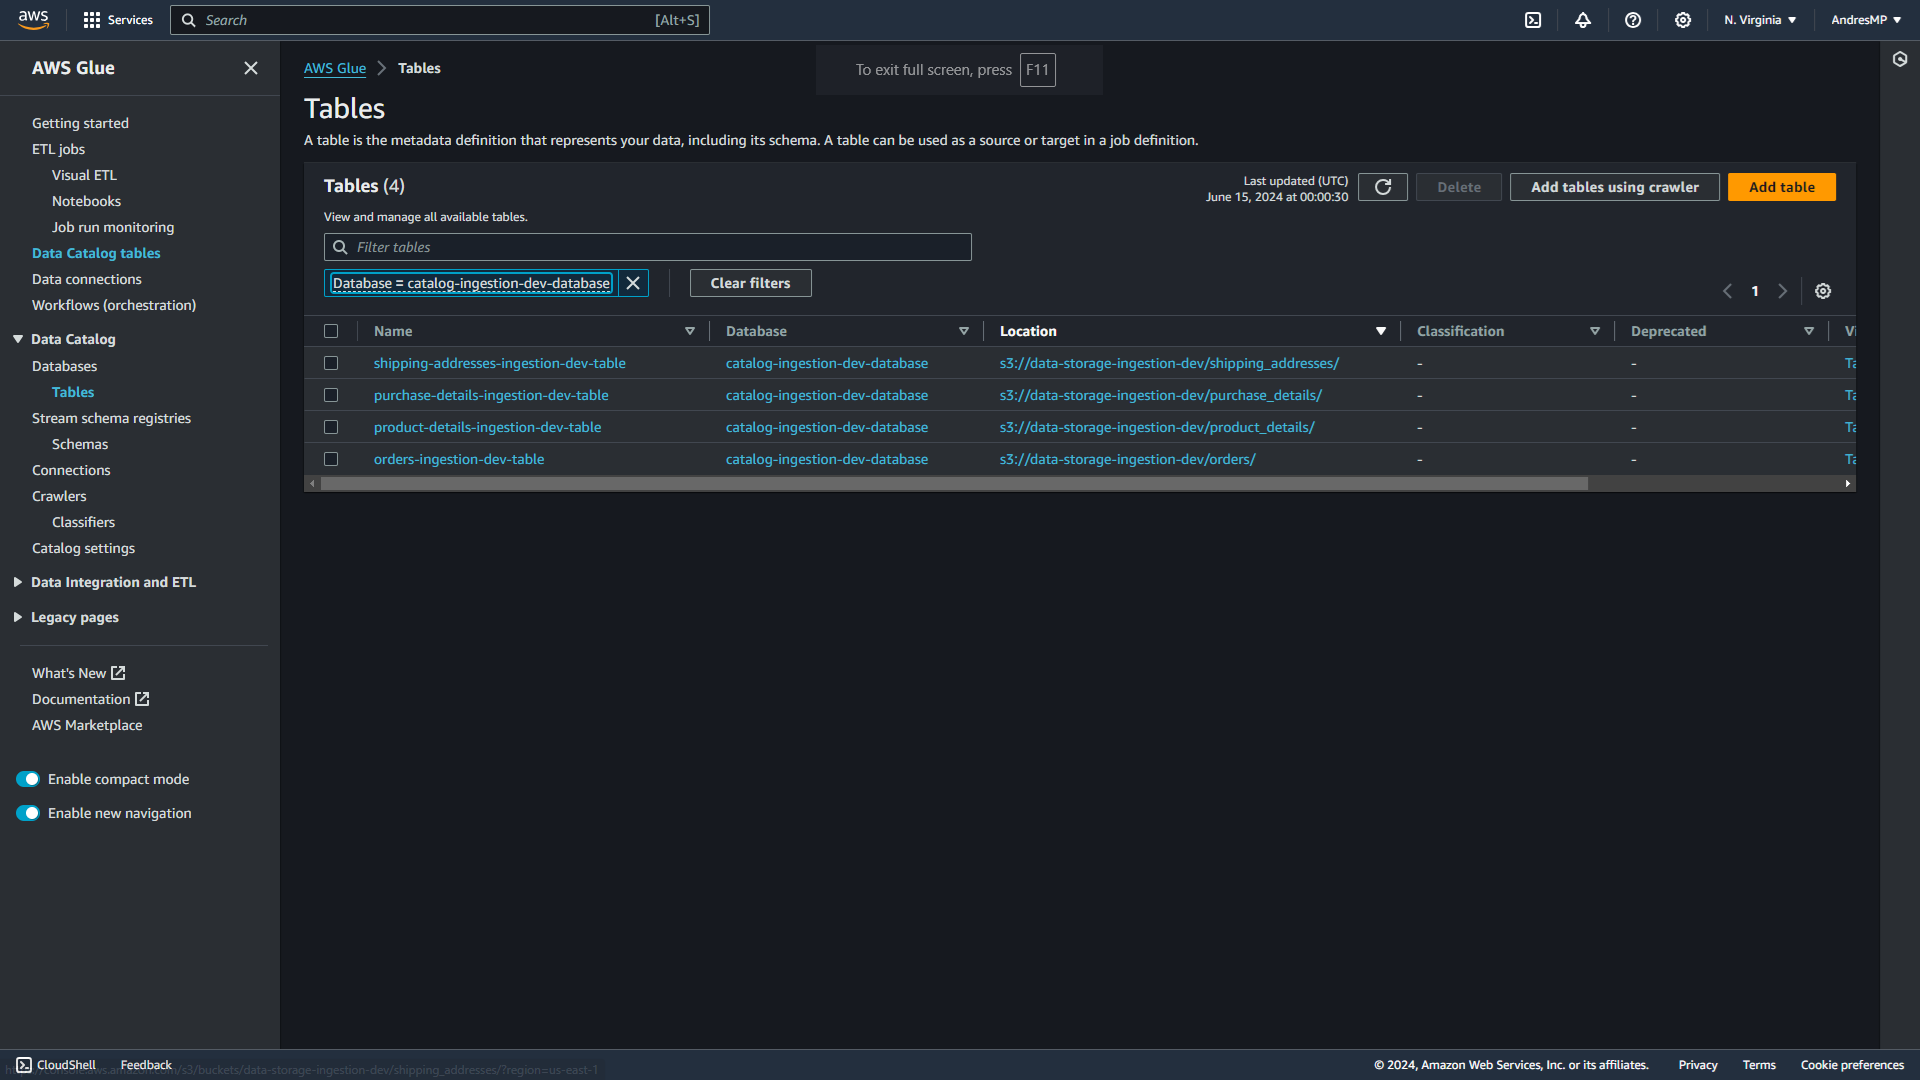 aws
Services
Search [Alt+S]
N. Virginia
AndresMP
AWS Glue
Getting started
ETL jobs
Visual ETL
Notebooks
Job run monitoring
Data Catalog tables
Data connections
Workflows (orchestration)
Data Catalog
Databases
Tables
Stream schema registries
Schemas
Connections
Crawlers
Classifiers
Catalog settings
Data Integration and ETL
Legacy pages
What's New
Documentation
AWS Marketplace
Enable compact mode
Enable new navigation
AWS Glue > Tables
To exit full screen, press F11
Tables
A table is the metadata definition that represents your data, including its schema. A table can be used as a source or target in a job definition.
Tables (4)
View and manage all available tables.
Last updated (UTC)
June 15, 2024 at 00:00:30
Delete
Add tables using crawler
Add table
Filter tables
Database = catalog-ingestion-dev-database
Clear filters
1
Name Database Location Classification Deprecated Vi
shipping-addresses-ingestion-dev-table catalog-ingestion-dev-database s3://data-storage-ingestion-dev/shipping_addresses/ - - Ta
purchase-details-ingestion-dev-table catalog-ingestion-dev-database s3://data-storage-ingestion-dev/purchase_details/ - - Ta
product-details-ingestion-dev-table catalog-ingestion-dev-database s3://data-storage-ingestion-dev/product_details/ - - Ta
orders-ingestion-dev-table catalog-ingestion-dev-database s3://data-storage-ingestion-dev/orders/ - - Ta
CloudShell
Feedback
console.aws.amazon.com/s3/buckets/data-storage-ingestion-dev/shipping_addresses/?region=us-east-1
© 2024, Amazon Web Services, Inc. or its affiliates.
Privacy
Terms
Cookie preferences